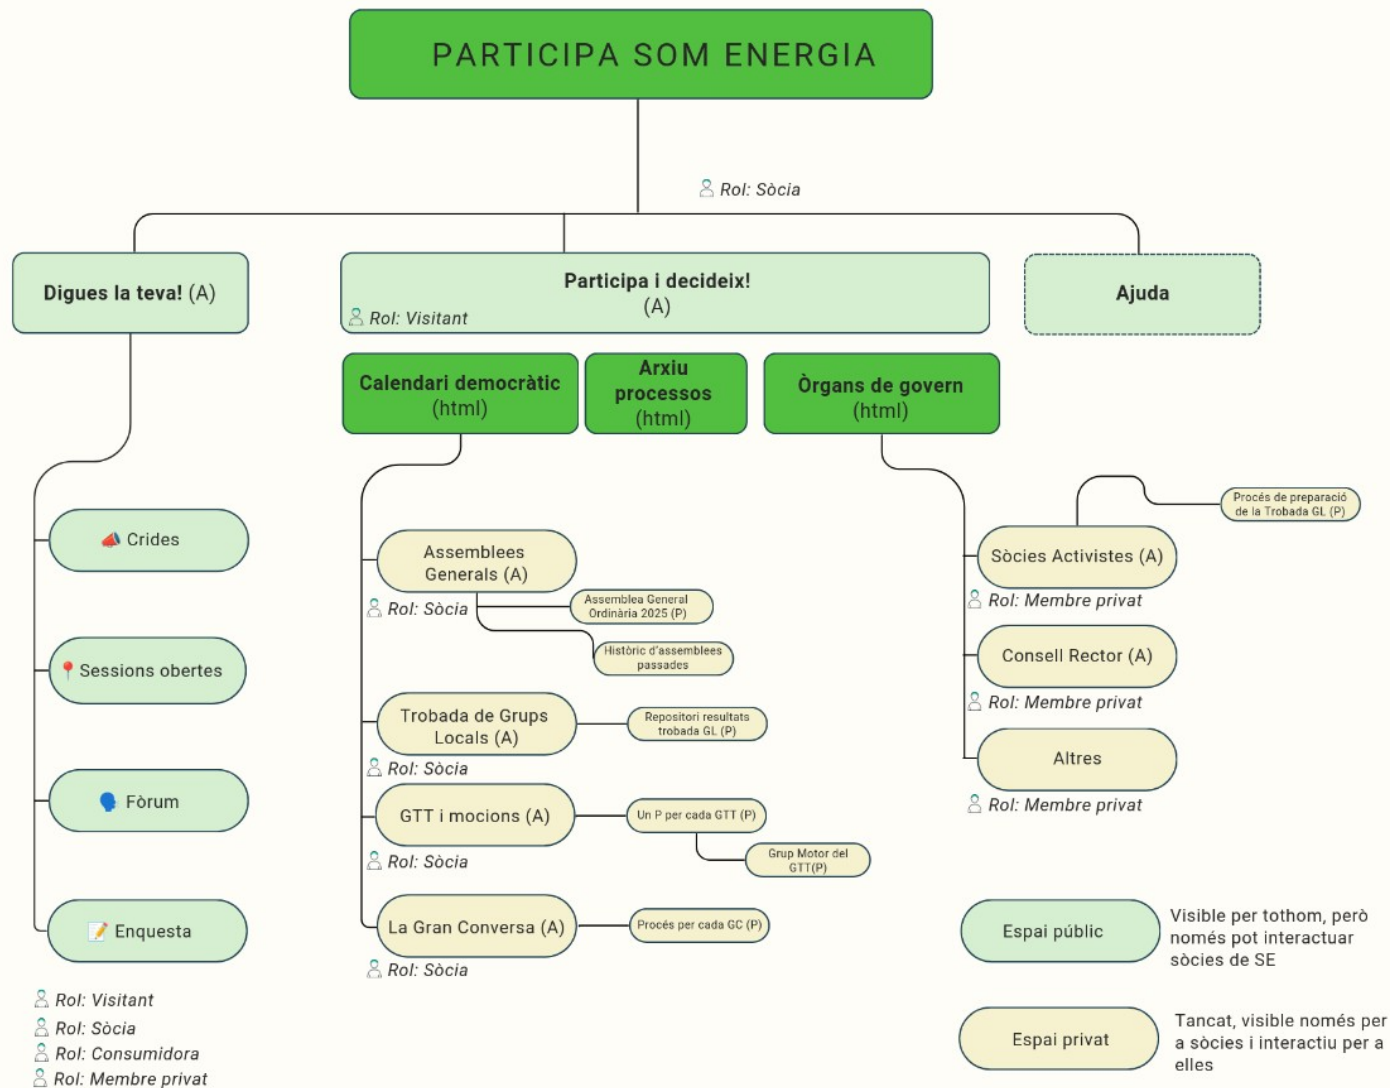 PARTICIPA SOM ENERGIA
Rol: Sòcia
Digues la teva! (A)
Participa i decideix!
(A)
Rol: Visitant
Ajuda
Calendari democràtic
(html)
Arxiu
processos
(html)
Òrgans de govern
(html)
📣 Crides
📍 Sessions obertes
🗣️ Fòrum
📝 Enquesta
Rol: Visitant
Rol: Sòcia
Rol: Consumidora
Rol: Membre privat
Assemblees
Generals (A)
Rol: Sòcia
Assemblea General
Ordinària 2025 (P)
Històric d'assemblees
passades
Trobada de Grups
Locals (A)
Rol: Sòcia
Repositori resultats
trobada GL (P)
GTT i mocions (A)
Rol: Sòcia
Un P per cada GTT (P)
Grup Motor del
GTT(P)
La Gran Conversa (A)
Rol: Sòcia
Procés per cada GC (P)
Procés de preparació
de la Trobada GL (P)
Sòcies Activistes (A)
Rol: Membre privat
Consell Rector (A)
Rol: Membre privat
Altres
Rol: Membre privat
Espai públic
Visible per tothom, però
només pot interactuar
sòcies de SE
Espai privat
Tancat, visible només per
a sòcies i interactiu per a
elles